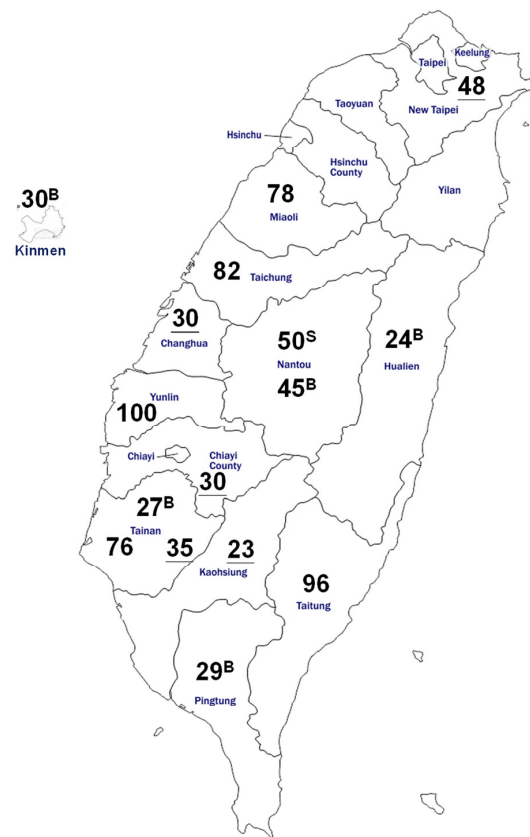 Keelung
Taipei
48
New Taipei
Taoyuan
Hsinchu
Hsinchu
County
Yilan
78
Miaoli
.30B
Kinmen
82
Taichung
30
Changhua
50S
Nantou
45B
24B
Hualien
Yunlin
100
Chiayi
Chiayi
County
30
27B
Tainan
76
35
23
Kaohsiung
96
Taitung
29B
Pingtung